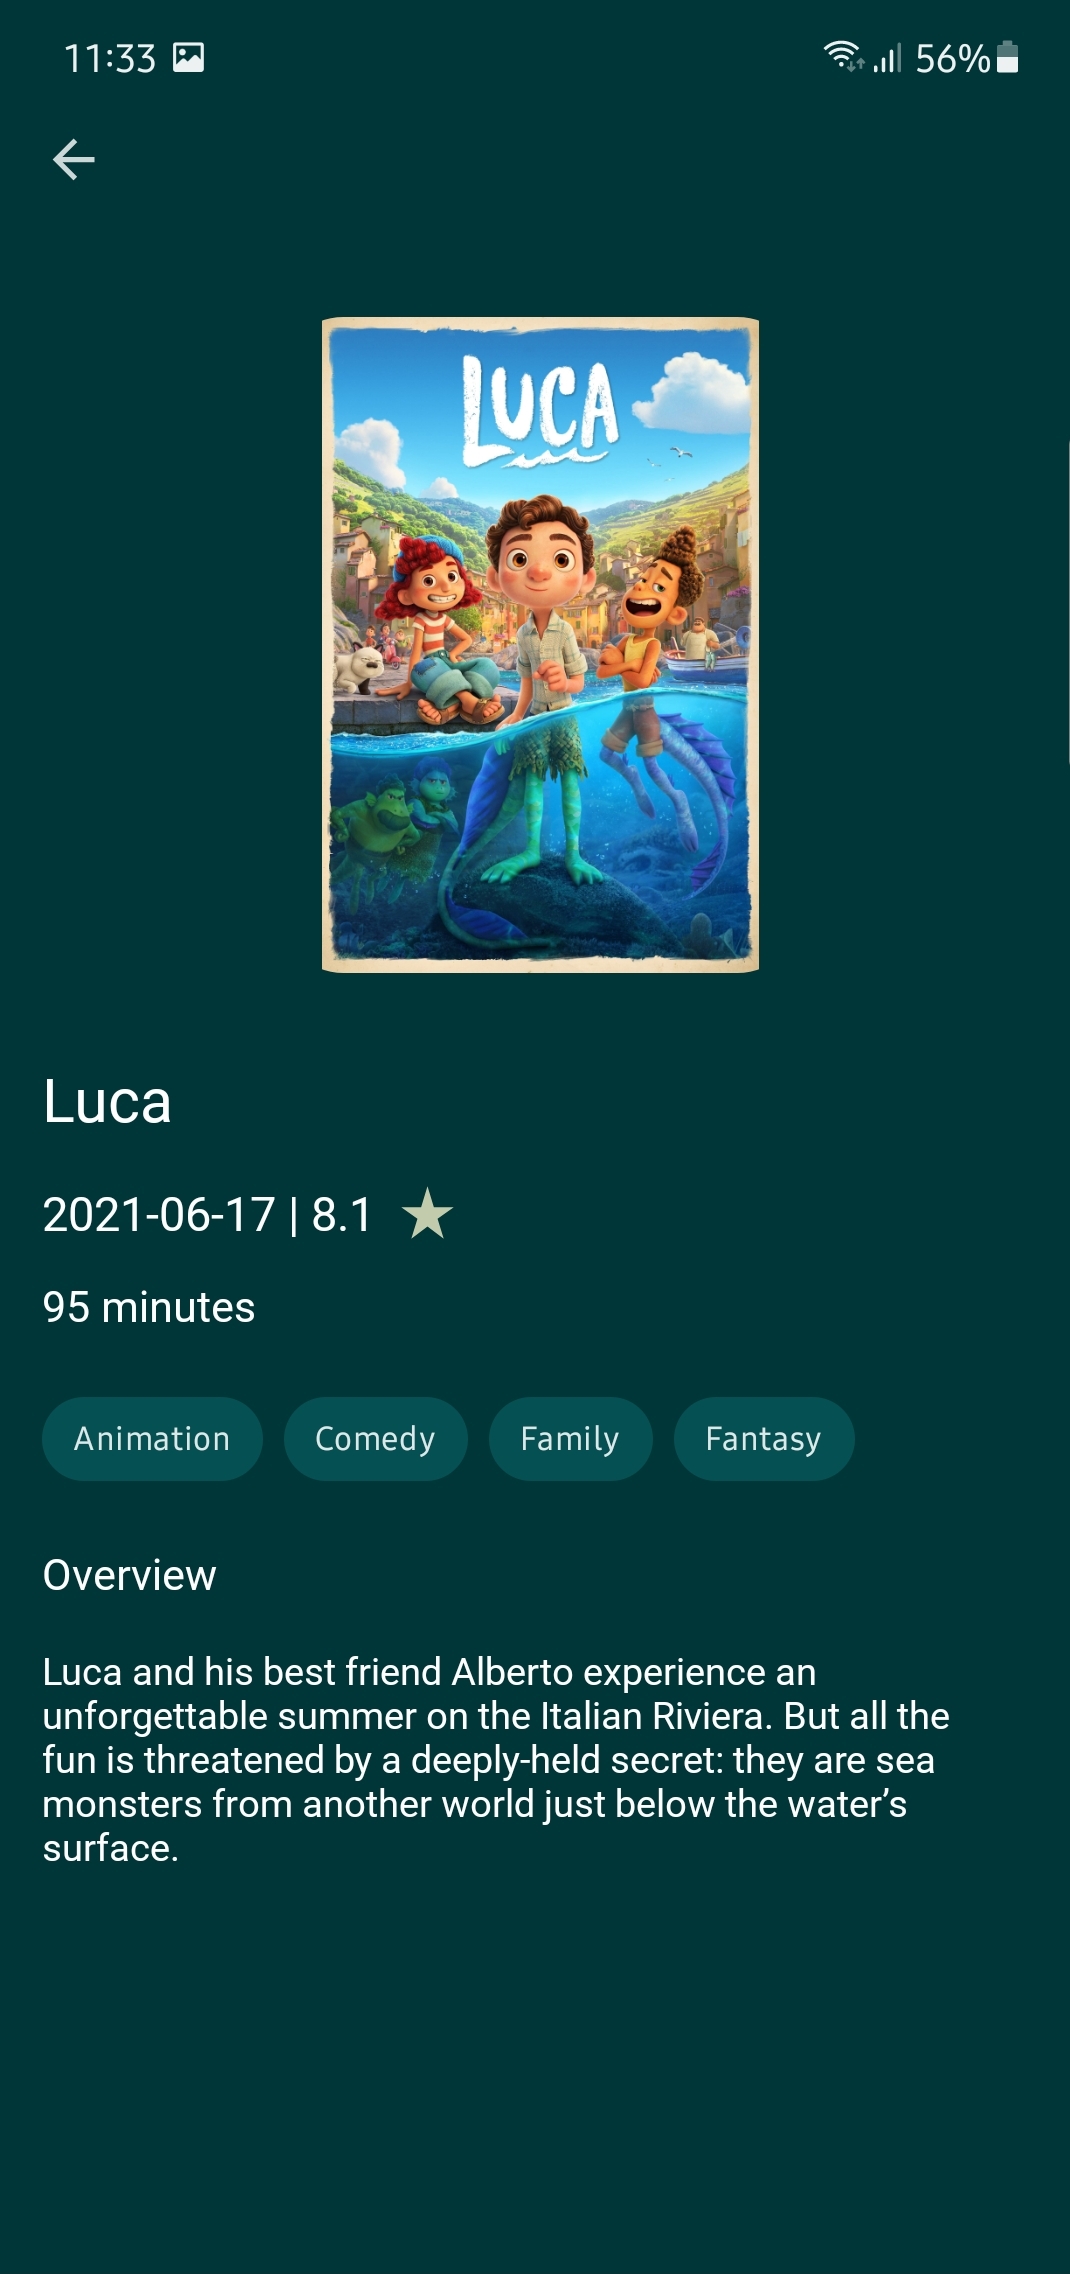 11:33
56%
LUCA
Luca
2021-06-17 | 8.1
95 minutes
Animation Comedy Family Fantasy
Overview
Luca and his best friend Alberto experience an
unforgettable summer on the Italian Riviera. But all the
fun is threatened by a deeply-held secret: they are sea
monsters from another world just below the water’s
surface.